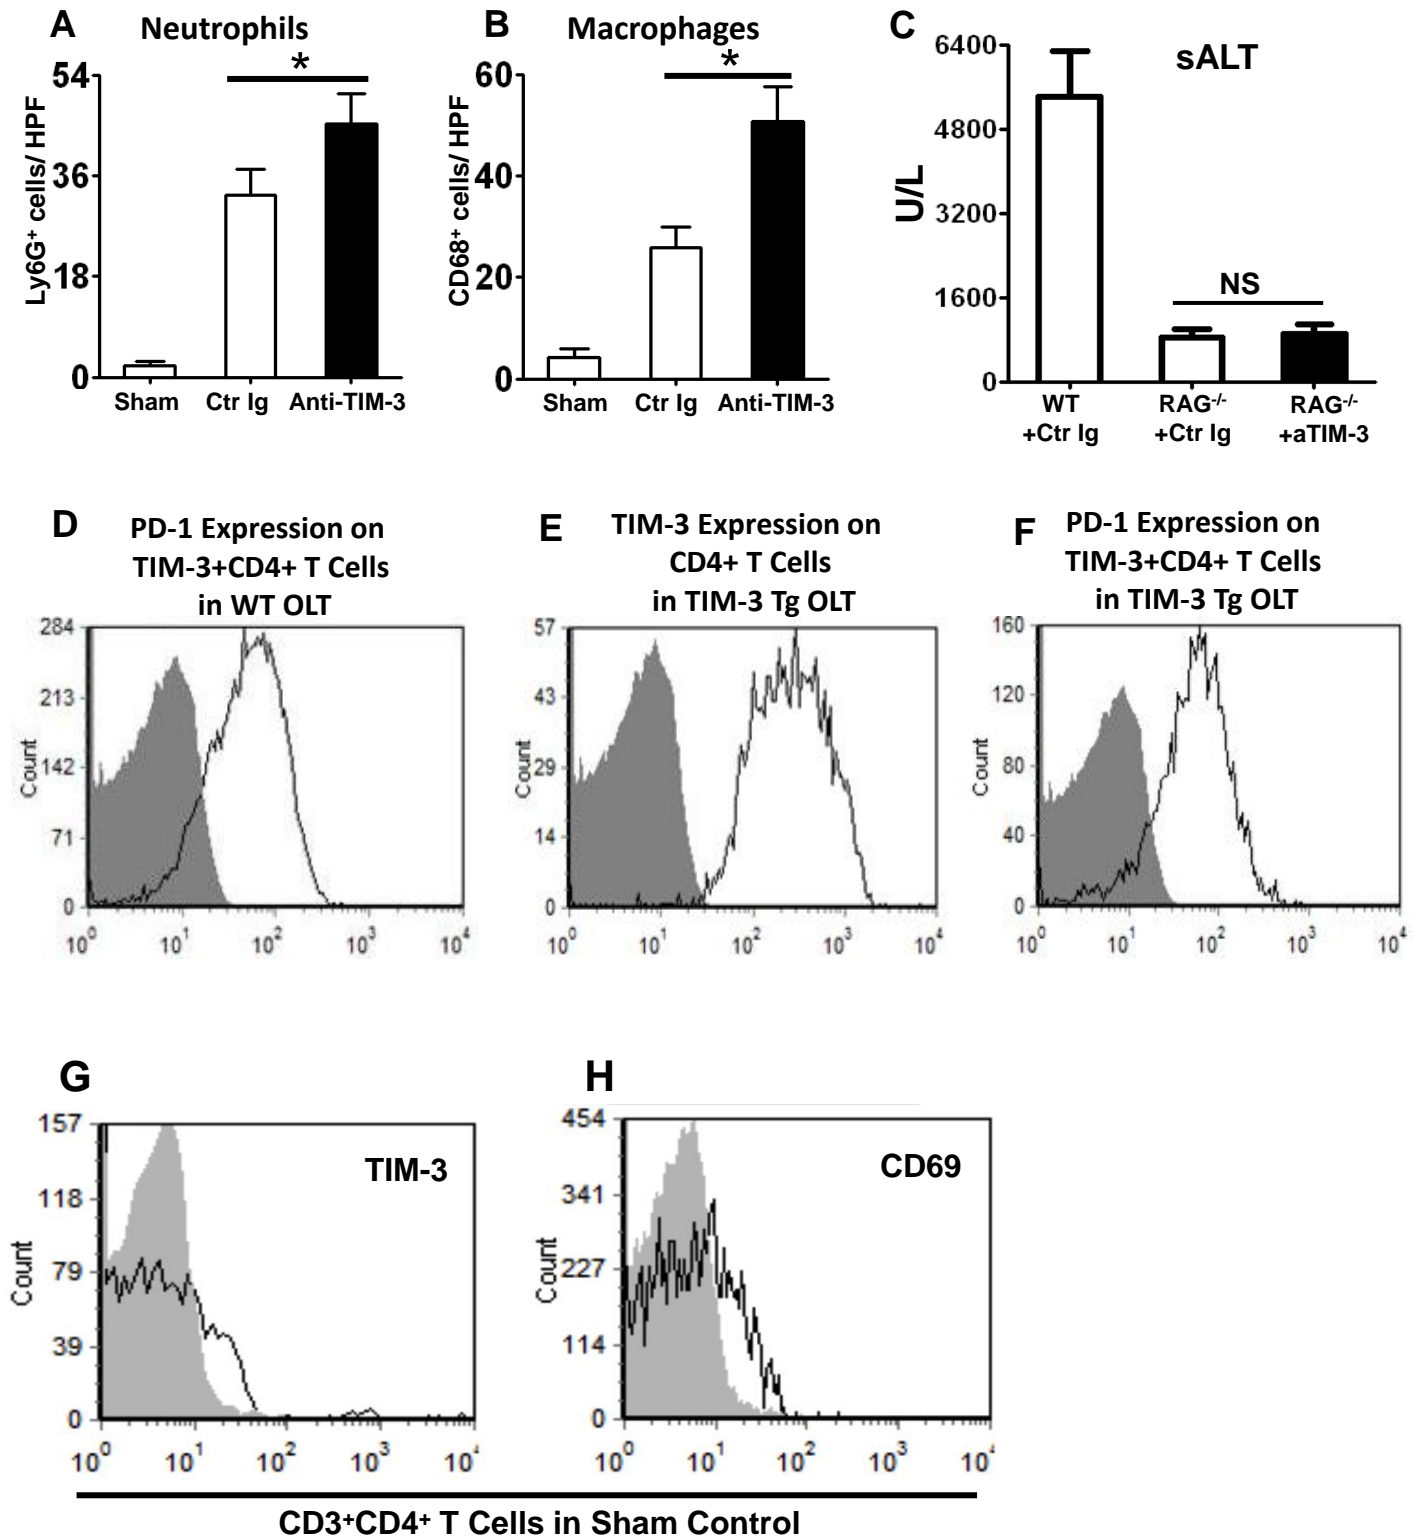 A
Neutrophils
*
Ly6G⁺ cells/ HPF
54
36
18
0
Sham
Ctr Ig
Anti-TIM-3
B
Macrophages
*
CD68⁺ cells/ HPF
60
40
20
0
Sham
Ctr Ig
Anti-TIM-3
C
sALT
U/L
6400
4800
3200
1600
0
NS
WT
+Ctr Ig
RAG⁻/⁻
+Ctr Ig
RAG⁻/⁻
+aTIM-3
D
PD-1 Expression on
TIM-3+CD4+ T Cells
in WT OLT
Count
284
213
142
71
0
10⁰ 10¹ 10² 10³ 10⁴
E
TIM-3 Expression on
CD4+ T Cells
in TIM-3 Tg OLT
Count
57
43
29
14
0
10⁰ 10¹ 10² 10³ 10⁴
F
PD-1 Expression on
TIM-3+CD4+ T Cells
in TIM-3 Tg OLT
Count
160
120
80
40
0
10⁰ 10¹ 10² 10³ 10⁴
G
TIM-3
Count
157
118
79
39
0
10⁰ 10¹ 10² 10³ 10⁴
H
CD69
Count
454
341
227
114
0
10⁰ 10¹ 10² 10³ 10⁴
CD3⁺CD4⁺ T Cells in Sham Control